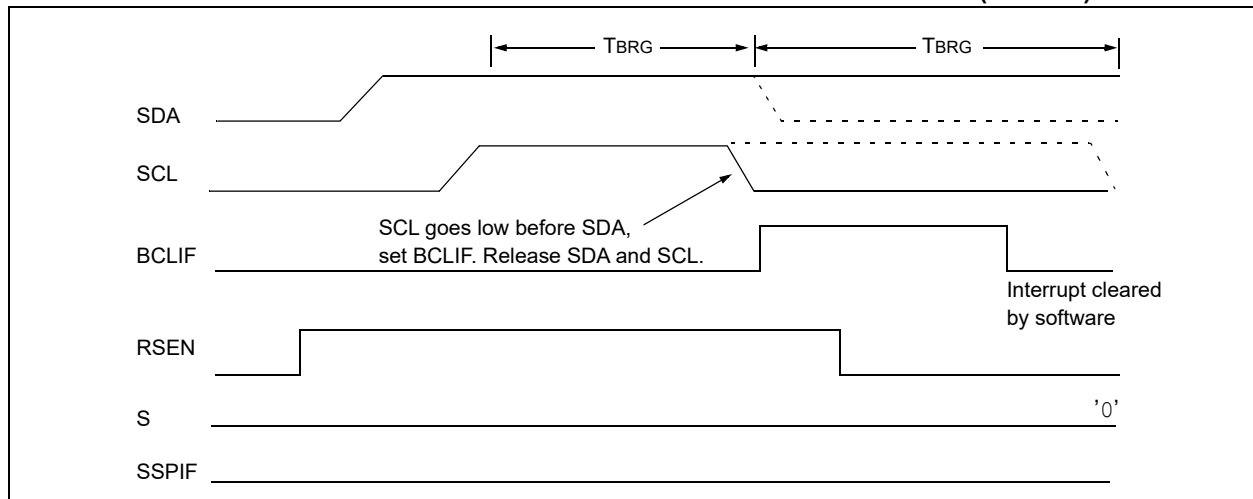 TBRG
TBRG
SDA
SCL
SCL goes low before SDA,
set BCLIF. Release SDA and SCL.
BCLIF
Interrupt cleared
by software
RSEN
S
'0'
SSPIF